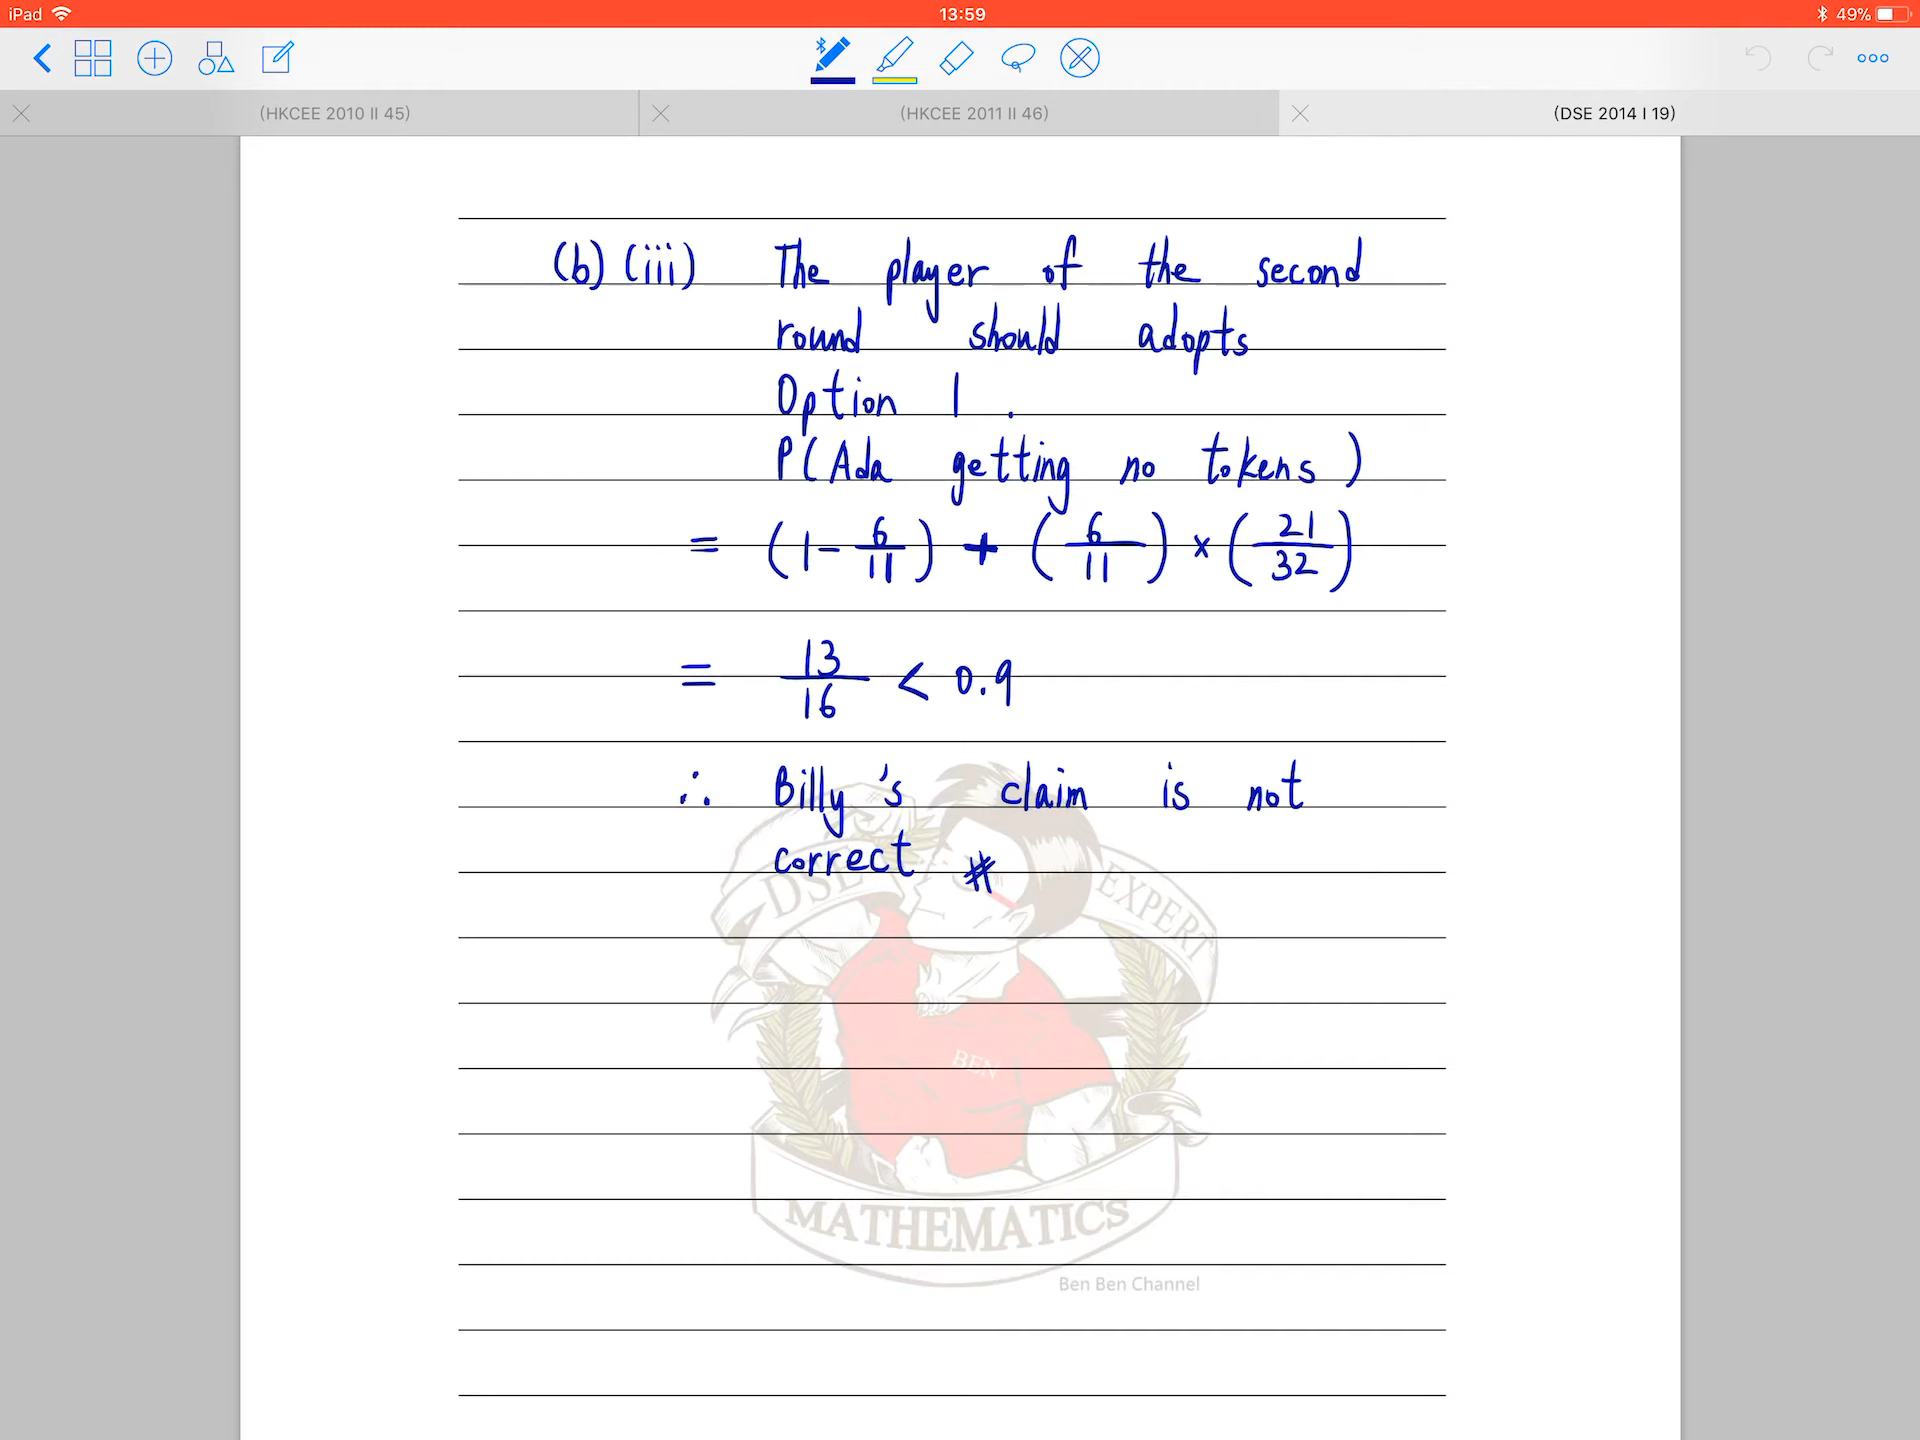 iPad 13:59 49%
(HKCEE 2010 II 45) (HKCEE 2011 II 46) (DSE 2014 I 19)
(b) (iii) The player of the second
round should adopts
Option 1 .
P( Ada getting no tokens )
= (1 - 6/11) + (6/11) × (21/32)
= 13/16 < 0.9
∴ Billy's claim is not
correct #
DSE EXPERT
BEN
MATHEMATICS
Ben Ben Channel